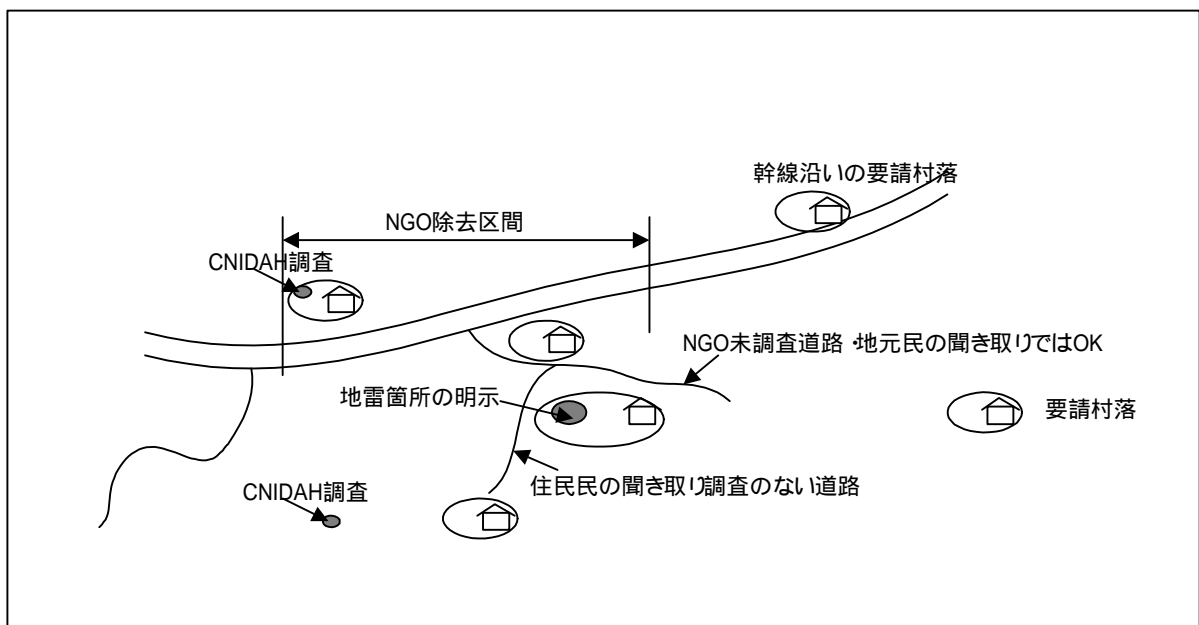 幹線沿いの要請村落
NGO除去区間
CNIDAH調査
NGO未調査道路・地元民の聞き取りではOK
地雷箇所の明示
要請村落
住民民の聞き取り調査のない道路
CNIDAH調査